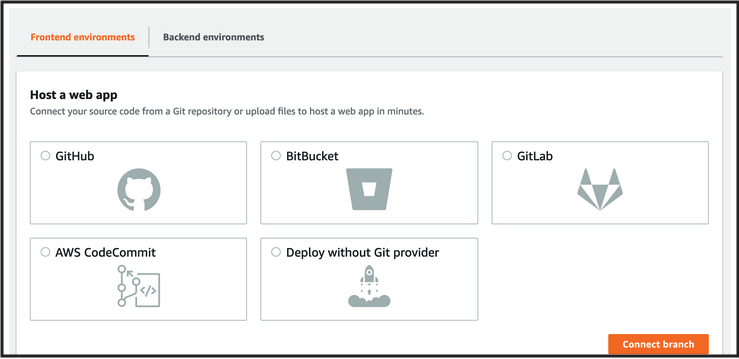 Frontend environments
Backend environments
Host a web app
Connect your source code from a Git repository or upload files to host a web app in minutes.
GitHub
BitBucket
GitLab
AWS CodeCommit
Deploy without Git provider
</>
Connect branch